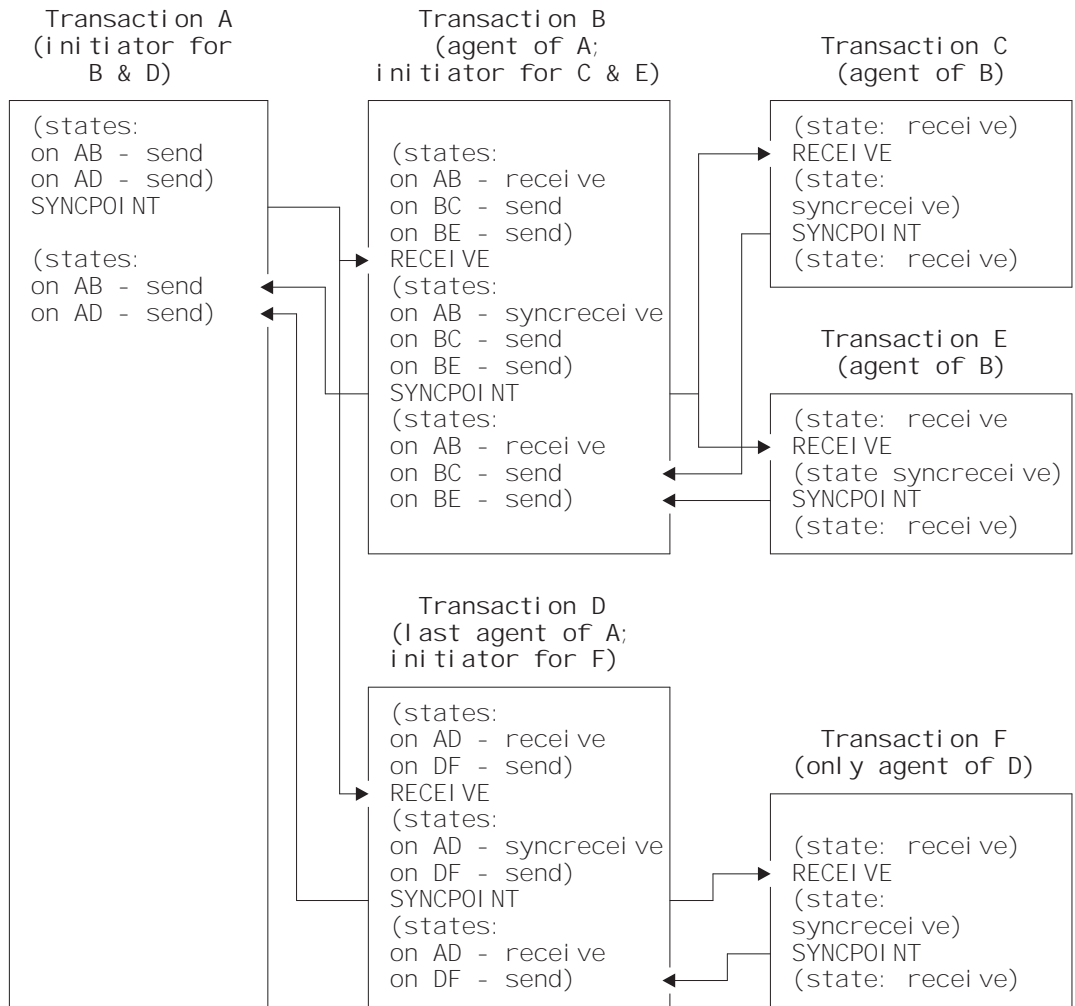 Transaction A
(initiator for
B & D)
(states:
on AB - send
on AD - send)
SYNCPOINT
(states:
on AB - send
on AD - send)
Transaction B
(agent of A;
initiator for C & E)
(states:
on AB - receive
on BC - send
on BE - send)
RECEIVE
(states:
on AB - syncreceive
on BC - send
on BE - send)
SYNCPOINT
(states:
on AB - receive
on BC - send
on BE - send)
Transaction C
(agent of B)
(state: receive)
RECEIVE
(state:
syncreceive)
SYNCPOINT
(state: receive)
Transaction E
(agent of B)
(state: receive
RECEIVE
(state syncreceive)
SYNCPOINT
(state: receive)
Transaction D
(last agent of A;
initiator for F)
(states:
on AD - receive
on DF - send)
RECEIVE
(states:
on AD - syncreceive
on DF - send)
SYNCPOINT
(states:
on AD - receive
on DF - send)
Transaction F
(only agent of D)
(state: receive)
RECEIVE
(state:
syncreceive)
SYNCPOINT
(state: receive)